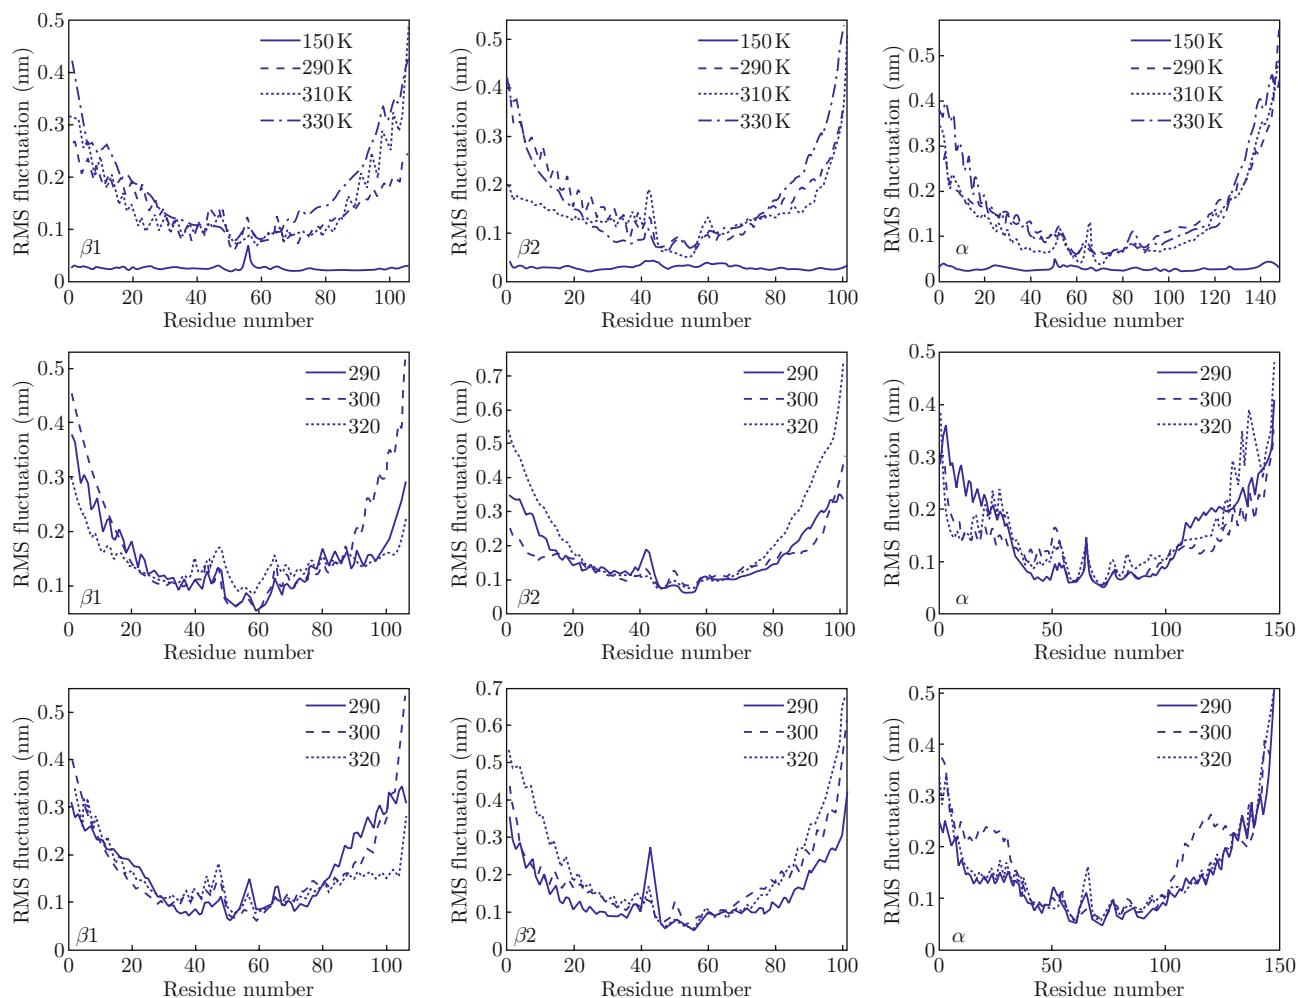 RMS fluctuation (nm)
0.5
0.4
0.3
0.2
0.1
0
150 K
290 K
310 K
330 K
β1
0 20 40 60 80 100
Residue number
RMS fluctuation (nm)
0.5
0.4
0.3
0.2
0.1
0
150 K
290 K
310 K
330 K
β2
0 20 40 60 80 100
Residue number
RMS fluctuation (nm)
0.5
0.4
0.3
0.2
0.1
0
150 K
290 K
310 K
330 K
α
0 20 40 60 80 100 120 140
Residue number
RMS fluctuation (nm)
0.5
0.4
0.3
0.2
0.1
290
300
320
β1
0 20 40 60 80 100
Residue number
RMS fluctuation (nm)
0.7
0.6
0.5
0.4
0.3
0.2
0.1
0
290
300
320
β2
0 20 40 60 80 100
Residue number
RMS fluctuation (nm)
0.5
0.4
0.3
0.2
0.1
0
290
300
320
α
0 50 100 150
Residue number
RMS fluctuation (nm)
0.5
0.4
0.3
0.2
0.1
0
290
300
320
β1
0 20 40 60 80 100
Residue number
RMS fluctuation (nm)
0.7
0.6
0.5
0.4
0.3
0.2
0.1
0
290
300
320
β2
0 20 40 60 80 100
Residue number
RMS fluctuation (nm)
0.5
0.4
0.3
0.2
0.1
0
290
300
320
α
0 50 100 150
Residue number